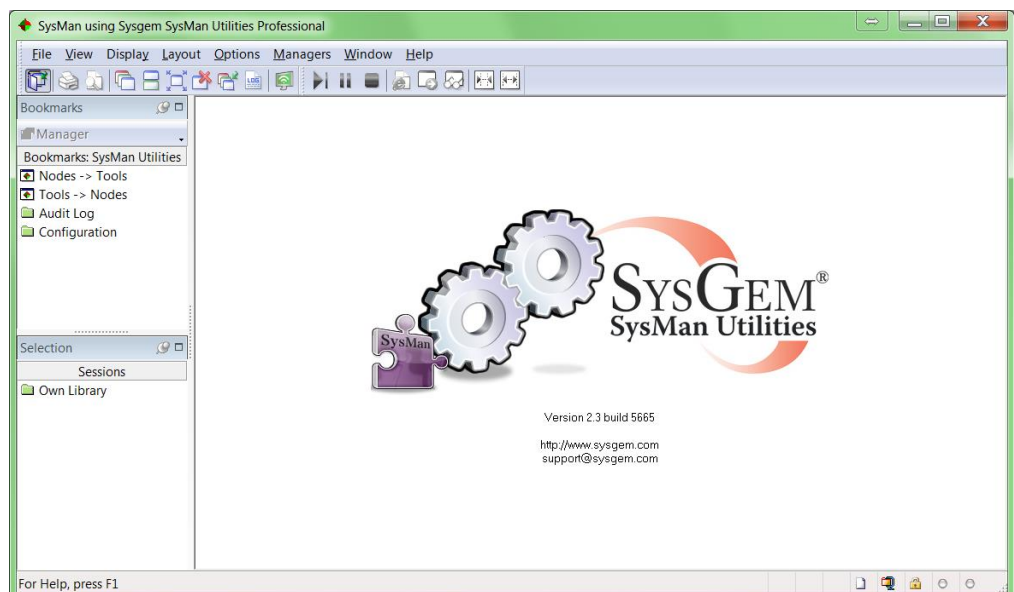 SysMan using Sysgem SysMan Utilities Professional
File View Display Layout Options Managers Window Help
LOG
Bookmarks
Manager
Bookmarks: SysMan Utilities
Nodes -> Tools
Tools -> Nodes
Audit Log
Configuration
Selection
Sessions
Own Library
SysMan
SYSGEM®
SysMan Utilities
Version 2.3 build 5665
http://www.sysgem.com
support@sysgem.com
For Help, press F1